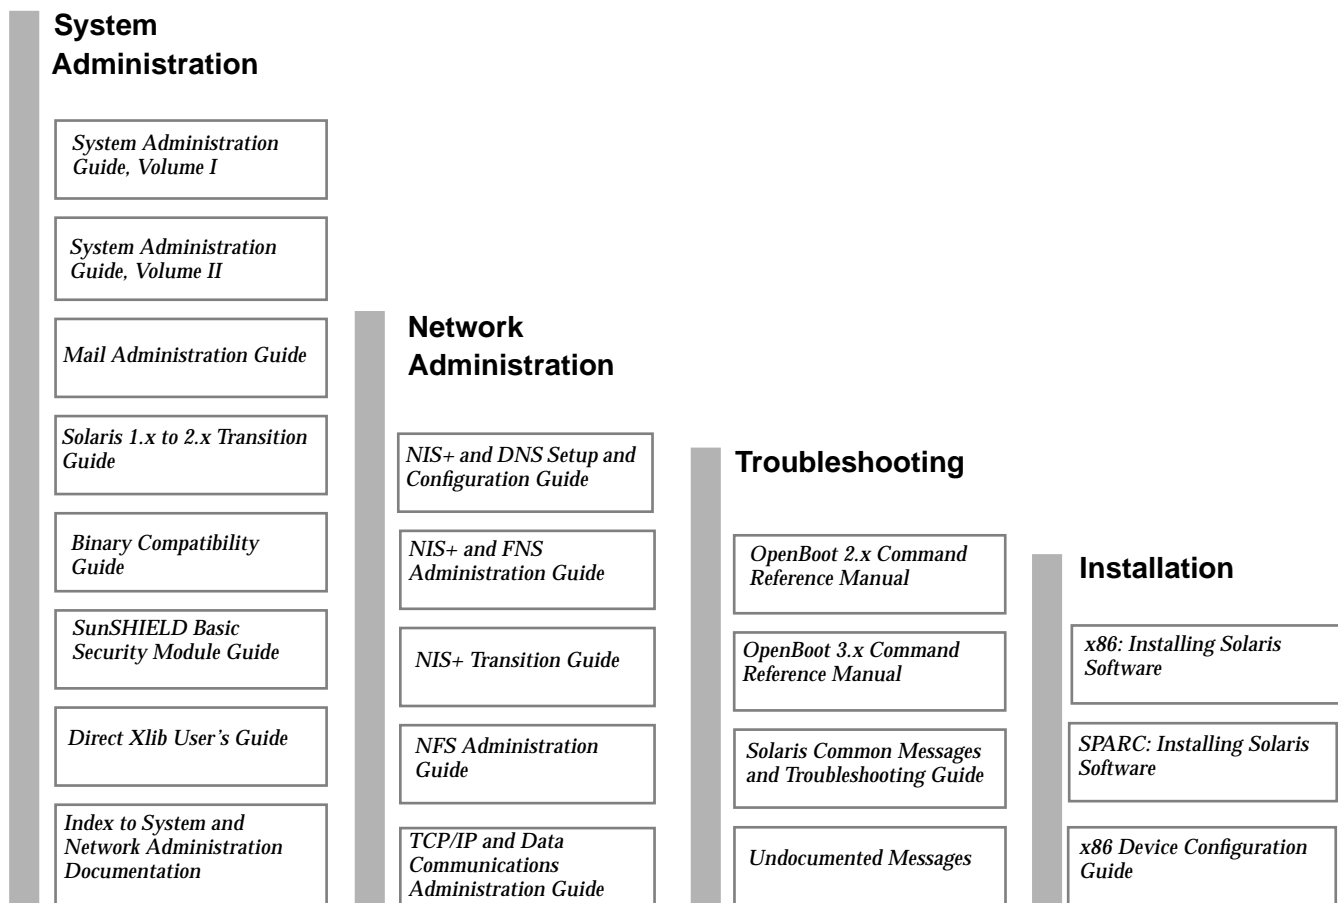 System
Administration
System Administration
Guide, Volume I
System Administration
Guide, Volume II
Mail Administration Guide
Solaris 1.x to 2.x Transition
Guide
Binary Compatibility
Guide
SunSHIELD Basic
Security Module Guide
Direct Xlib User's Guide
Index to System and
Network Administration
Documentation
Network
Administration
NIS+ and DNS Setup and
Configuration Guide
NIS+ and FNS
Administration Guide
NIS+ Transition Guide
NFS Administration
Guide
TCP/IP and Data
Communications
Administration Guide
Troubleshooting
OpenBoot 2.x Command
Reference Manual
OpenBoot 3.x Command
Reference Manual
Solaris Common Messages
and Troubleshooting Guide
Undocumented Messages
Installation
x86: Installing Solaris
Software
SPARC: Installing Solaris
Software
x86 Device Configuration
Guide